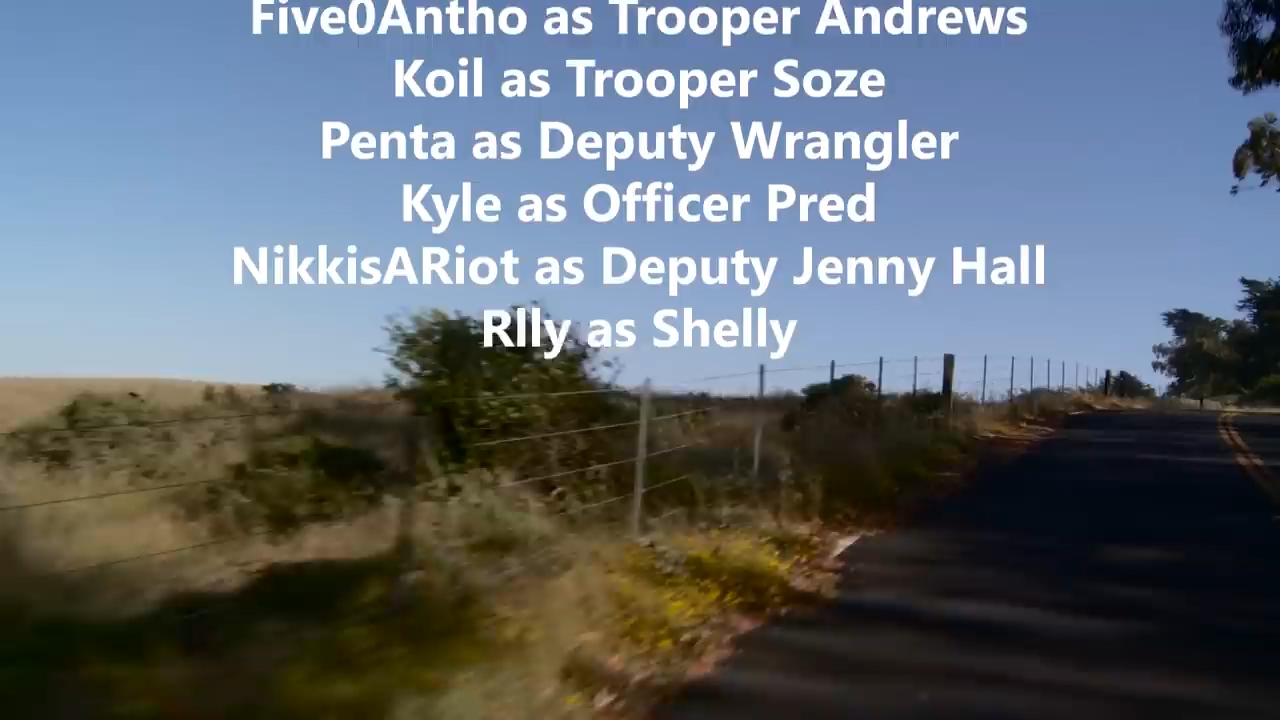 Five0Antho as Trooper Andrews
Koil as Trooper Soze
Penta as Deputy Wrangler
Kyle as Officer Pred
NikkisARiot as Deputy Jenny Hall
Rlly as Shelly